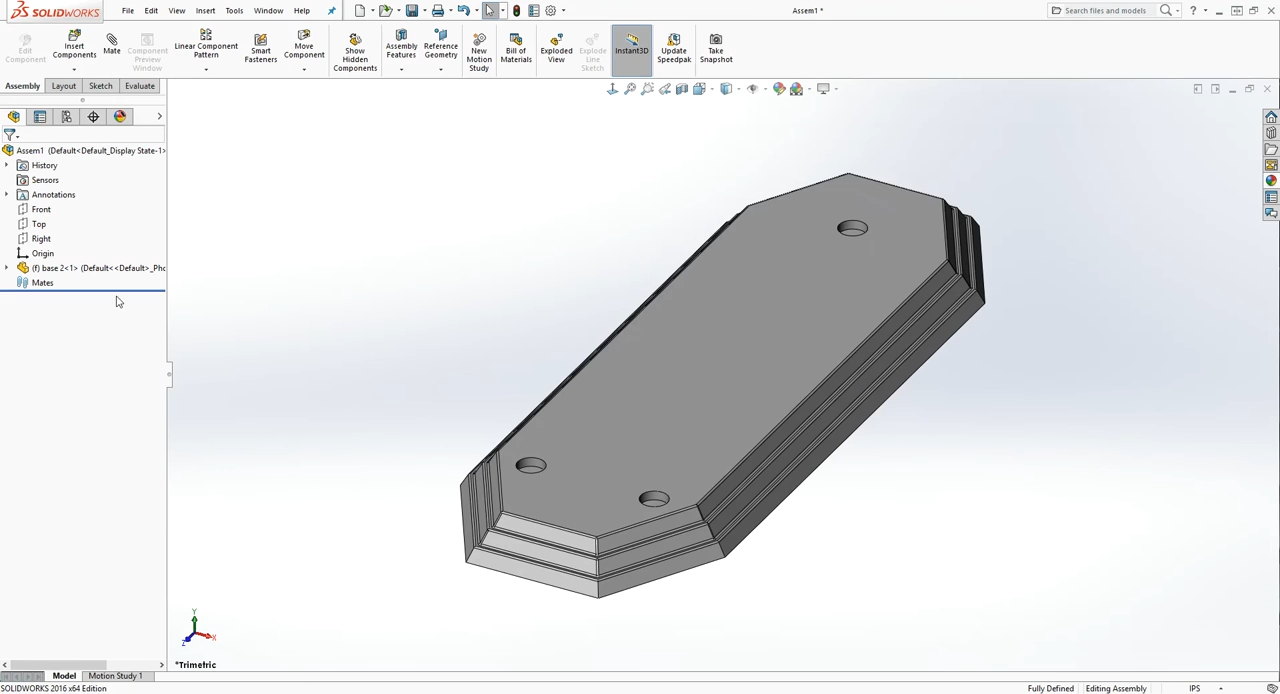 SOLIDWORKS File Edit View Insert Tools Window Help Assem1 * Search files and models ?
Edit Component
Insert Components
Mate
Component Preview Window
Linear Component Pattern
Smart Fasteners
Move Component
Show Hidden Components
Assembly Features
Reference Geometry
New Motion Study
Bill of Materials
Exploded View
Explode Line Sketch
Instant3D
Update Speedpak
Take Snapshot
Assembly Layout Sketch Evaluate
Assem1 (Default<Default_Display State-1>
History
Sensors
Annotations
Front
Top
Right
Origin
(f) base 2<1> (Default<<Default>_Pho
Mates
Y
X
Z
*Trimetric
Model Motion Study 1
SOLIDWORKS 2016 x64 Edition Fully Defined Editing Assembly IPS